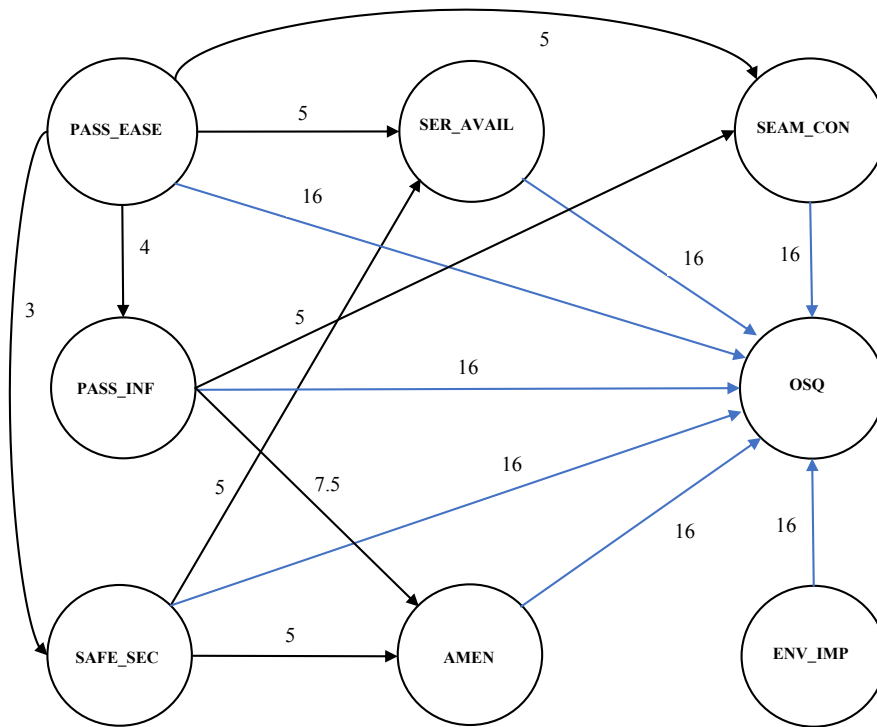 5
PASS_EASE
5
SER_AVAIL
SEAM_CON
16
4
16
16
3
5
PASS_INF
16
OSQ
5
7.5
16
16
16
5
SAFE_SEC
AMEN
ENV_IMP